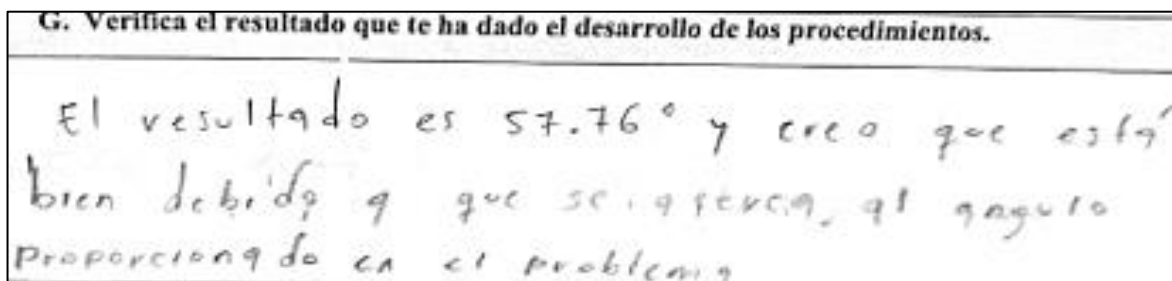 G. Verifica el resultado que te ha dado el desarrollo de los procedimientos.
El resultado es 57.76° y creo que está
bien debido a que se aserca al angulo
proporcionado en el problema